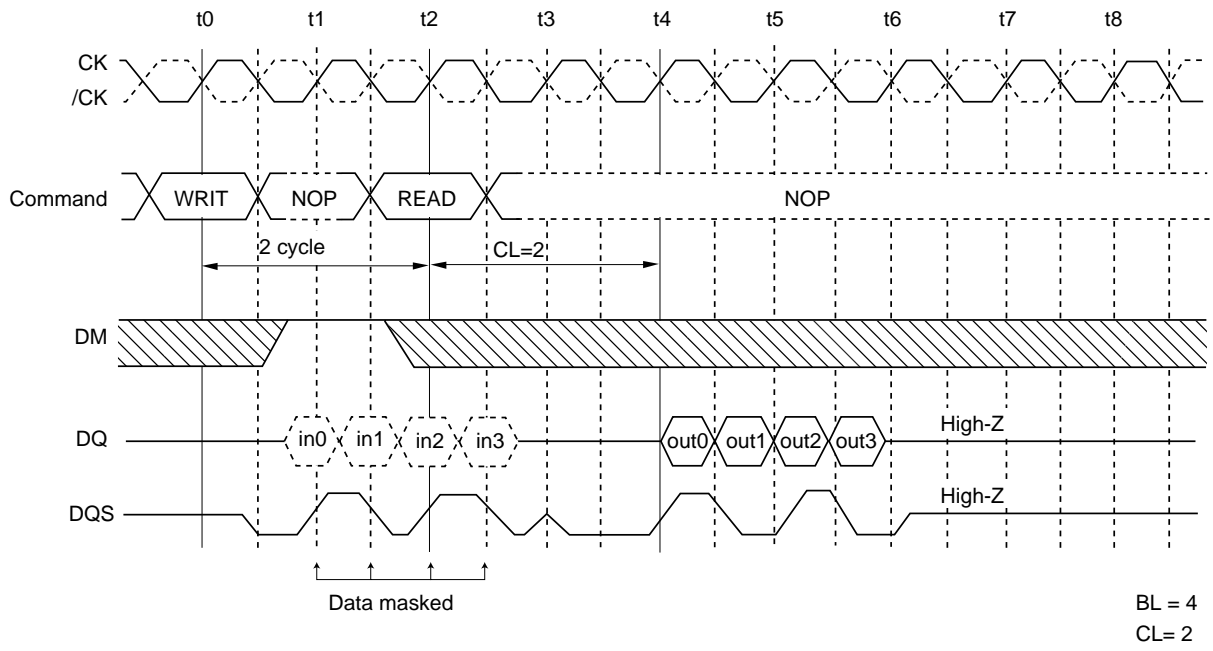 t0 t1 t2 t3 t4 t5 t6 t7 t8
CK
/CK
Command WRIT NOP READ NOP
2 cycle CL=2
DM
DQ in0 in1 in2 in3 out0 out1 out2 out3 High-Z
DQS High-Z
Data masked
BL = 4
CL= 2